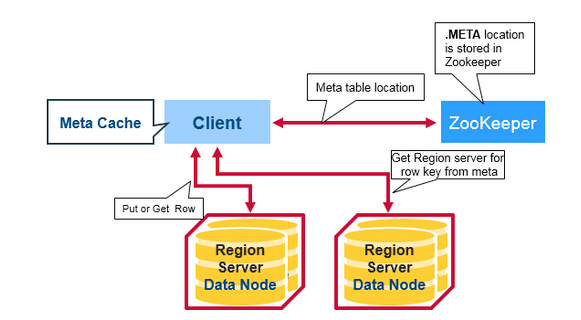 .META location
is stored in
Zookeeper
Meta table location
Meta Cache
Client
ZooKeeper
Get Region server for
row key from meta
Put or Get Row
Region
Server
Data Node
Region
Server
Data Node